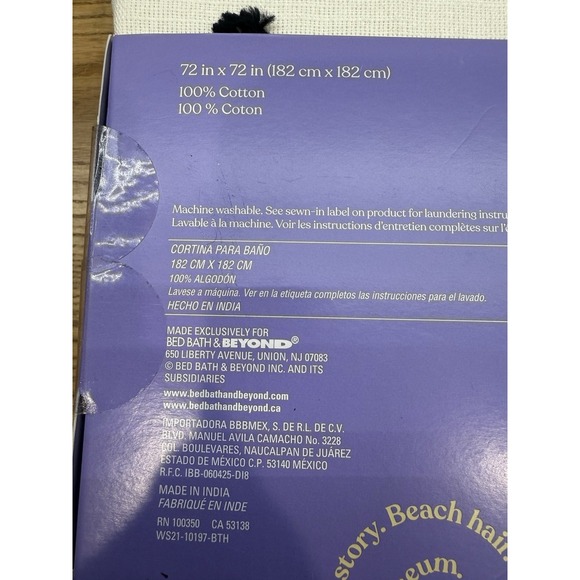 72 in x 72 in (182 cm x 182 cm)
100% Cotton
100 % Coton
Machine washable. See sewn-in label on product for laundering
Lavable à la machine. Voir les instructions d'entretien complètes sur
CORTINA PARA BAÑO
182 CM X 182 CM
100% ALGODÓN
Lavese a máquina. Ver en la etiqueta completos las instrucciones para el lavado.
HECHO EN INDIA
MADE EXCLUSIVELY FOR
BED BATH & BEYOND®
650 LIBERTY AVENUE, UNION, NJ 07083
© BED BATH & BEYOND INC. AND ITS
SUBSIDIARIES
www.bedbathandbeyond.com
www.bedbathandbeyond.ca
IMPORTADORA BBBMEX, S. DE R.L. DE C.V.
BLVD. MANUEL AVILA CAMACHO No. 3228
COL. BOULEVARES, NAUCALPAN DE JUÁREZ
ESTADO DE MÉXICO C.P. 53140 MÉXICO
R.F.C. IBB-060425-DI8
MADE IN INDIA
FABRIQUÉ EN INDE
RN 100350 CA 53138
WS21-10197-BTH
story. Beach hair.